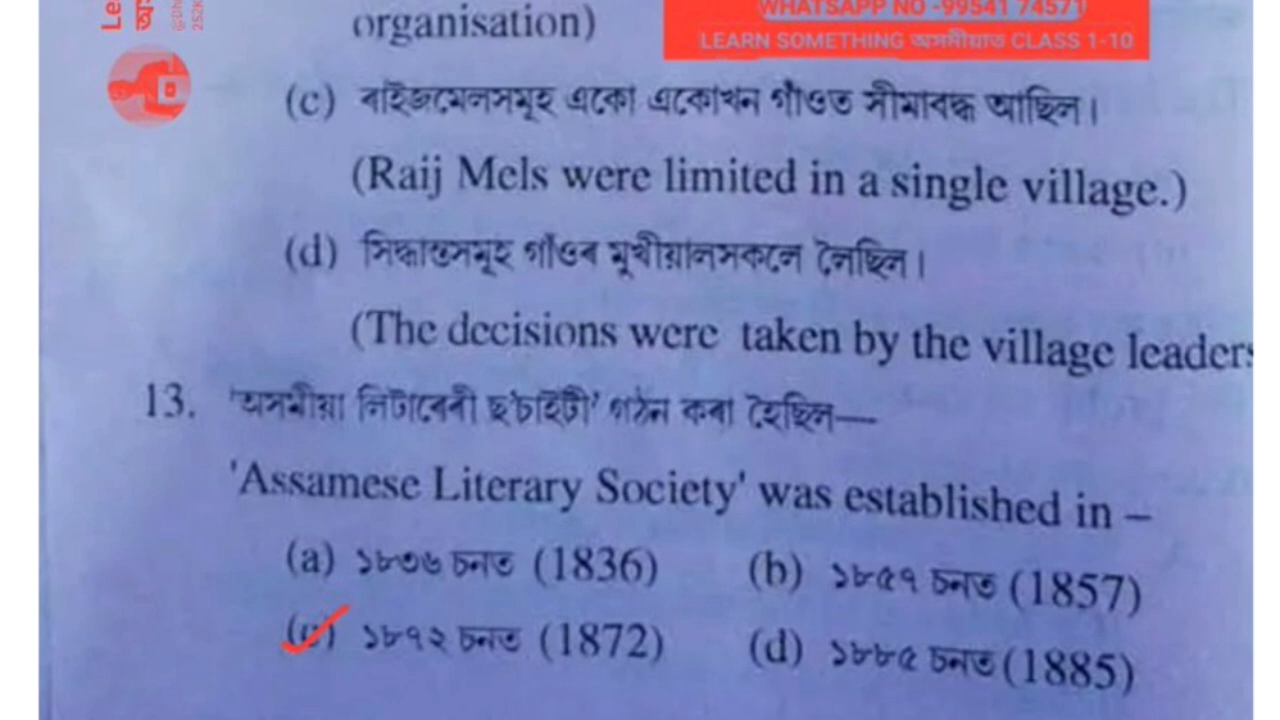 WHATSAPP NO -99541 74571
LEARN SOMETHING অসমীয়াত CLASS 1-10
organisation)
(c) ৰাইজমেলসমূহ একো একোখন গাঁওত সীমাবদ্ধ আছিল।
(Raij Mels were limited in a single village.)
(d) সিদ্ধান্তসমূহ গাঁওৰ মুখীয়ালসকলে লৈছিল।
(The decisions were taken by the village leaders
13. 'অসমীয়া লিটাৰেৰী ছ'চাইটী' গঠন কৰা হৈছিল—
'Assamese Literary Society' was established in –
(a) ১৮৩৬ চনত (1836) (b) ১৮৫৭ চনত (1857)
(c) ১৮৭২ চনত (1872) (d) ১৮৮৫ চনত (1885)